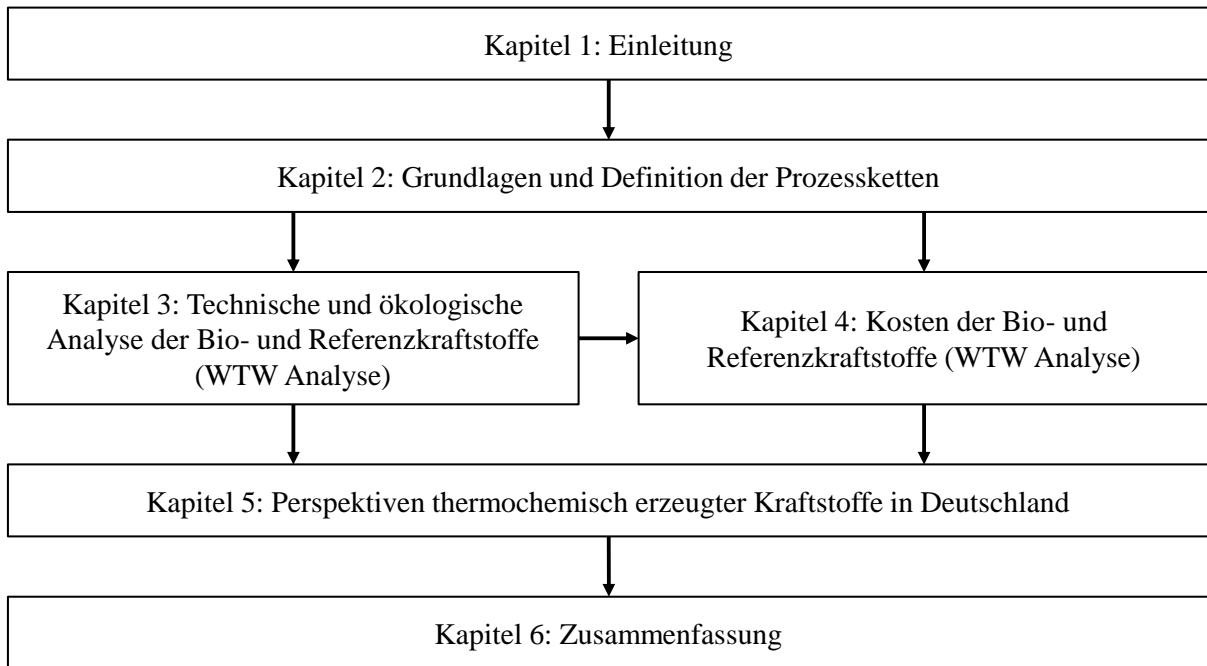 Kapitel 1: Einleitung
Kapitel 2: Grundlagen und Definition der Prozessketten
Kapitel 3: Technische und ökologische
Analyse der Bio- und Referenzkraftstoffe
(WTW Analyse)
Kapitel 4: Kosten der Bio- und
Referenzkraftstoffe (WTW Analyse)
Kapitel 5: Perspektiven thermochemisch erzeugter Kraftstoffe in Deutschland
Kapitel 6: Zusammenfassung